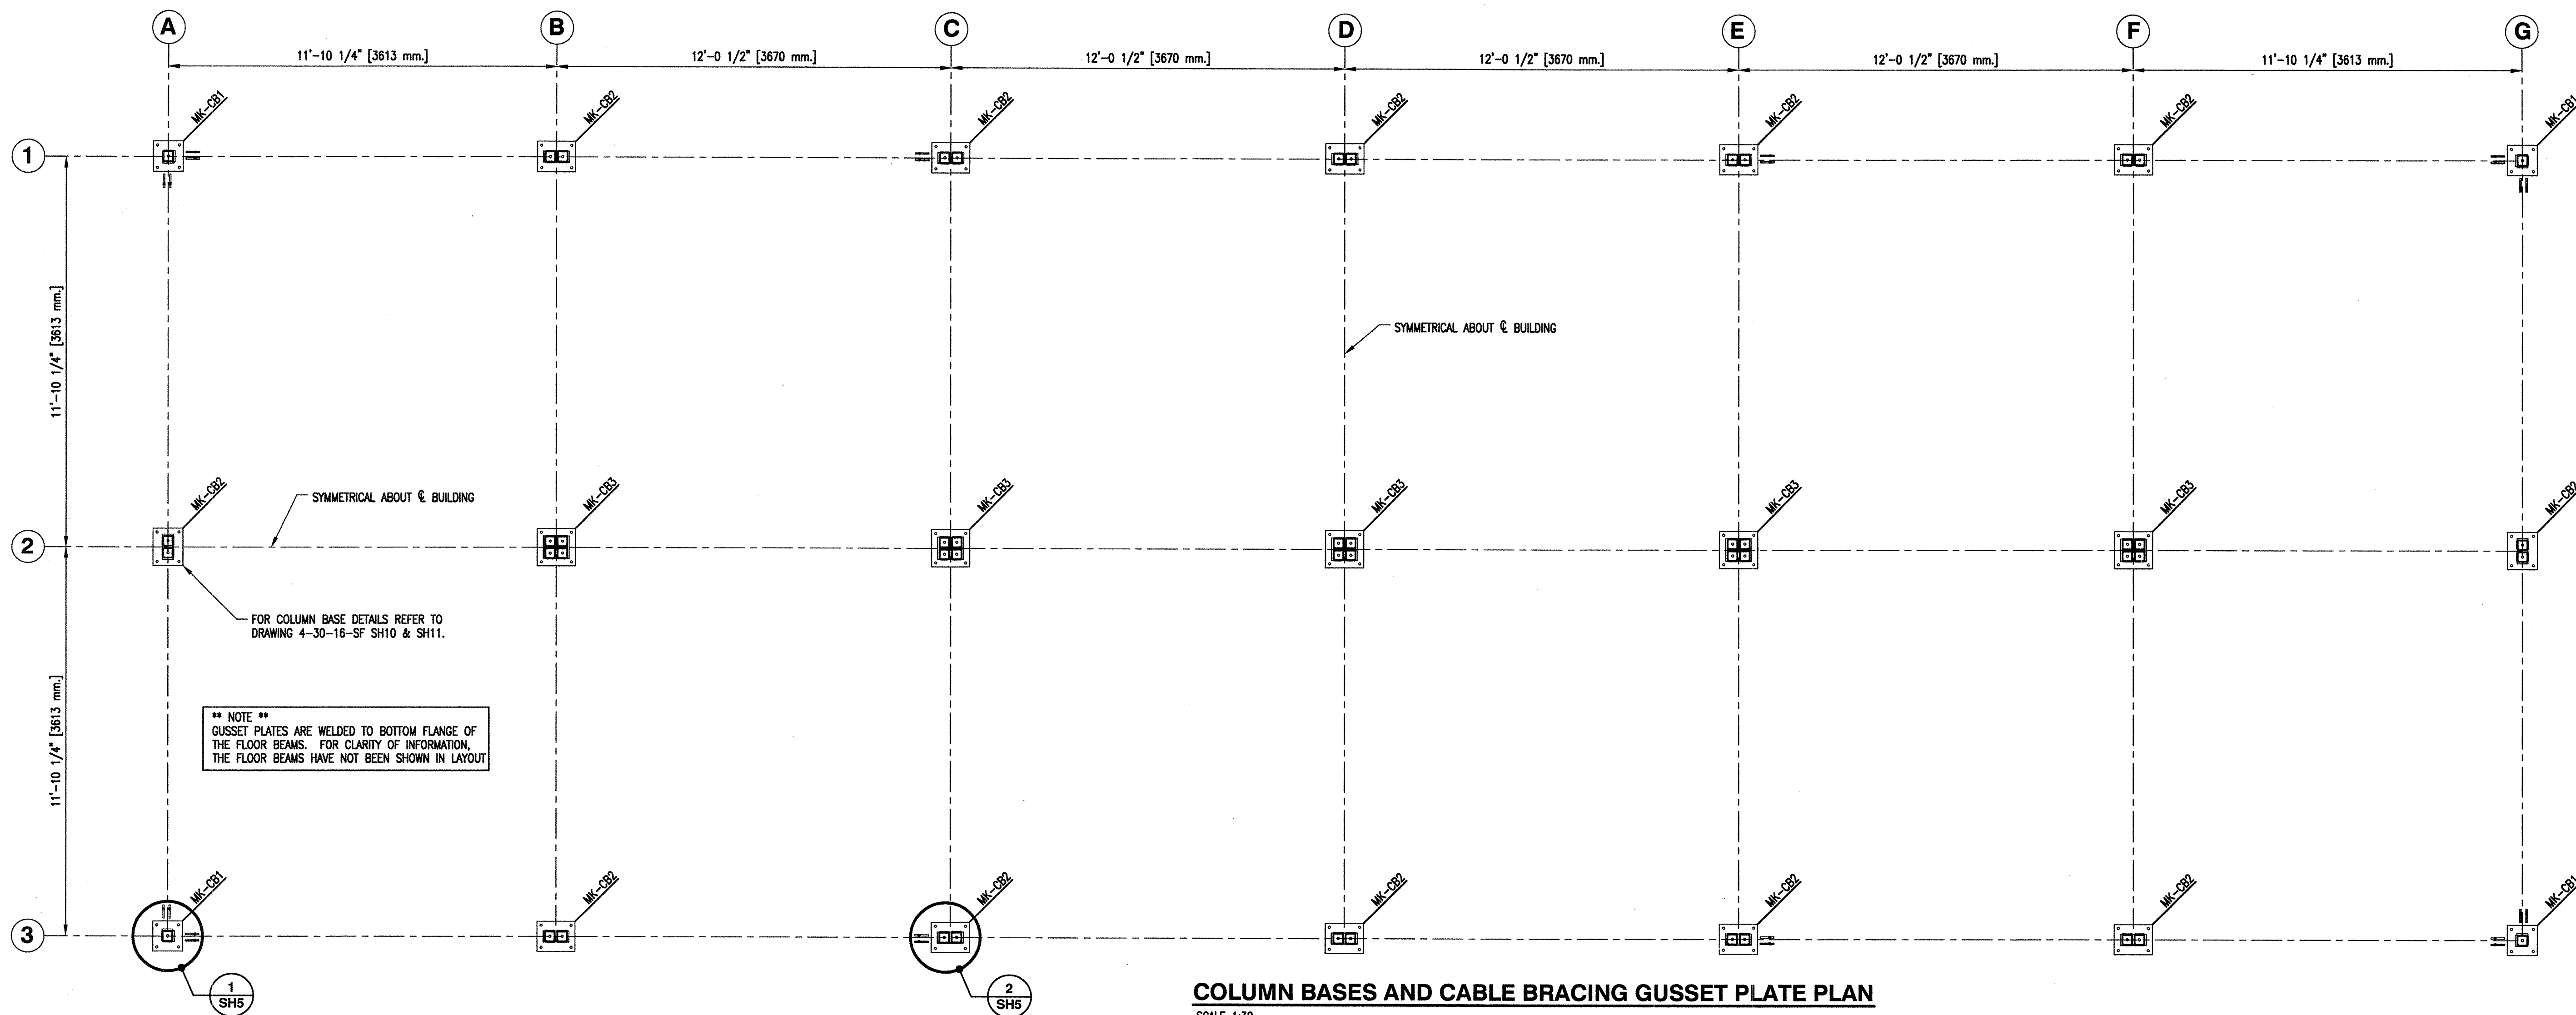 A B C D E F G
11'-10 1/4" [3613 mm.] 12'-0 1/2" [3670 mm.] 12'-0 1/2" [3670 mm.] 12'-0 1/2" [3670 mm.] 12'-0 1/2" [3670 mm.] 11'-10 1/4" [3613 mm.]
MK-CB1 MK-CB2 MK-CB2 MK-CB2 MK-CB2 MK-CB2 MK-CB1
1
11'-10 1/4" [3613 mm.]
SYMMETRICAL ABOUT ℄ BUILDING
MK-CB2 MK-CB3 MK-CB3 MK-CB3 MK-CB3 MK-CB3 MK-CB2
SYMMETRICAL ABOUT ℄ BUILDING
2
FOR COLUMN BASE DETAILS REFER TO
DRAWING 4-30-16-SF SH10 & SH11.
11'-10 1/4" [3613 mm.]
** NOTE **
GUSSET PLATES ARE WELDED TO BOTTOM FLANGE OF
THE FLOOR BEAMS. FOR CLARITY OF INFORMATION,
THE FLOOR BEAMS HAVE NOT BEEN SHOWN IN LAYOUT
MK-CB1 MK-CB2 MK-CB2 MK-CB2 MK-CB2 MK-CB2 MK-CB1
3
1
SH5
2
SH5
COLUMN BASES AND CABLE BRACING GUSSET PLATE PLAN